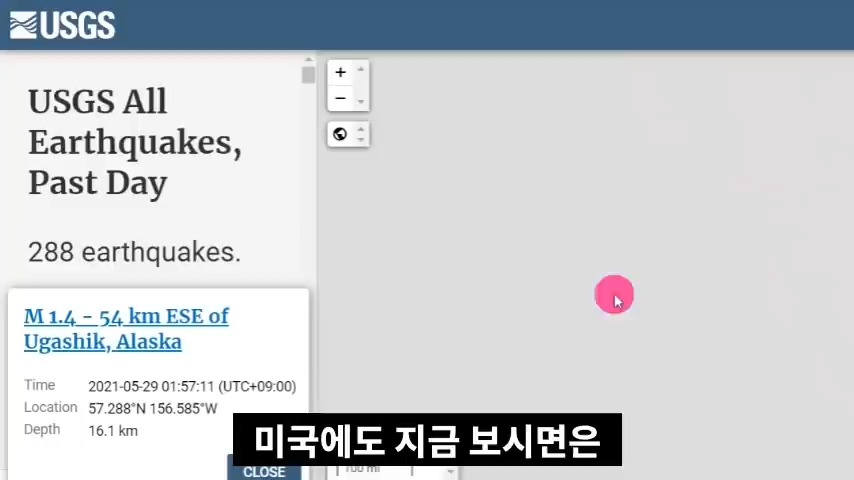 USGS
USGS All
Earthquakes,
Past Day
288 earthquakes.
M 1.4 - 54 km ESE of
Ugashik, Alaska
Time 2021-05-29 01:57:11 (UTC+09:00)
Location 57.288°N 156.585°W
Depth 16.1 km
미국에도 지금 보시면은
CLOSE
100 mi